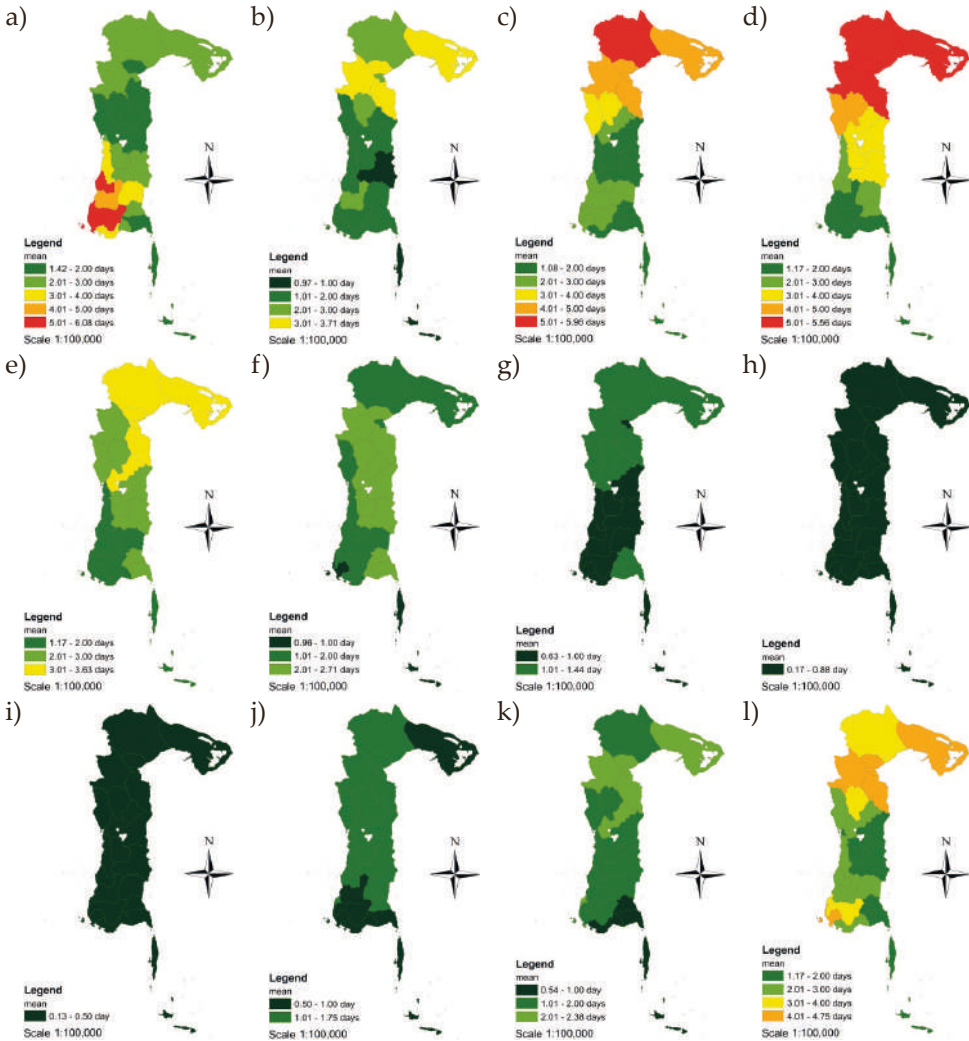 a)
N
Legend
mean
1.42 - 2.00 days
2.01 - 3.00 days
3.01 - 4.00 days
4.01 - 5.00 days
5.01 - 6.08 days
Scale 1:100,000
b)
N
Legend
mean
0.97 - 1.00 day
1.01 - 2.00 days
2.01 - 3.00 days
3.01 - 3.71 days
Scale 1:100,000
c)
N
Legend
mean
1.08 - 2.00 days
2.01 - 3.00 days
3.01 - 4.00 days
4.01 - 5.00 days
5.01 - 5.96 days
Scale 1:100,000
d)
N
Legend
mean
1.17 - 2.00 days
2.01 - 3.00 days
3.01 - 4.00 days
4.01 - 5.00 days
5.01 - 5.56 days
Scale 1:100,000
e)
N
Legend
mean
1.17 - 2.00 days
2.01 - 3.00 days
3.01 - 3.63 days
Scale 1:100,000
f)
N
Legend
mean
0.96 - 1.00 day
1.01 - 2.00 days
2.01 - 2.71 days
Scale 1:100,000
g)
N
Legend
mean
0.63 - 1.00 day
1.01 - 1.44 day
Scale 1:100,000
h)
N
Legend
mean
0.17 - 0.88 day
Scale 1:100,000
i)
N
Legend
mean
0.13 - 0.50 day
Scale 1:100,000
j)
N
Legend
mean
0.50 - 1.00 day
1.01 - 1.75 day
Scale 1:100,000
k)
N
Legend
mean
0.54 - 1.00 day
1.01 - 2.00 days
2.01 - 2.38 days
Scale 1:100,000
l)
N
Legend
mean
1.17 - 2.00 days
2.01 - 3.00 days
3.01 - 4.00 days
4.01 - 4.75 days
Scale 1:100,000